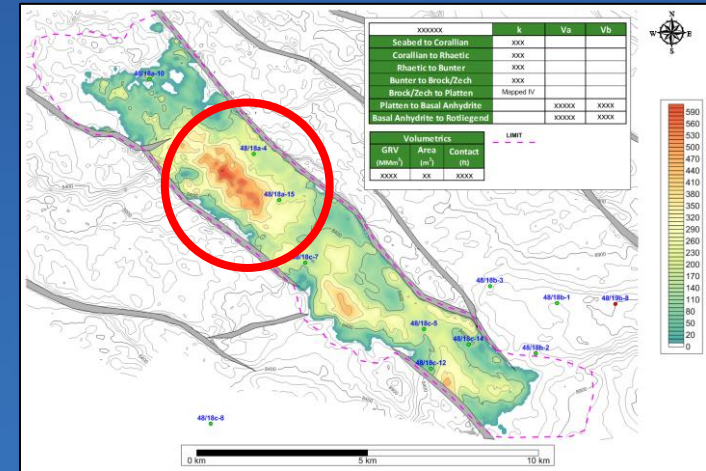 xxxxxx k Va Vb
Seabed to Corallian xxx
Corallian to Rhaetic xxx
Rhaetic to Bunter xxx
Bunter to Brock/Zech xxx
Brock/Zech to Platten Mapped IV
Platten to Basal Anhydrite xxxxx xxxx
Basal Anhydrite to Rotliegend xxxxx xxxx
Volumetrics
GRV Area Contact
(MMm³) (m²) (ft)
xxxx xx xxxx
LIMIT
N
W E
S
590
560
530
500
470
440
410
380
350
320
290
260
230
200
170
140
110
80
50
20
0
48/18a-10
48/18a-4
48/18a-15
48/18c-7
48/18b-3
48/18b-1
48/19b-8
48/18c-5
48/18c-14
48/18b-2
48/18c-12
48/18c-8
0 km 5 km 10 km